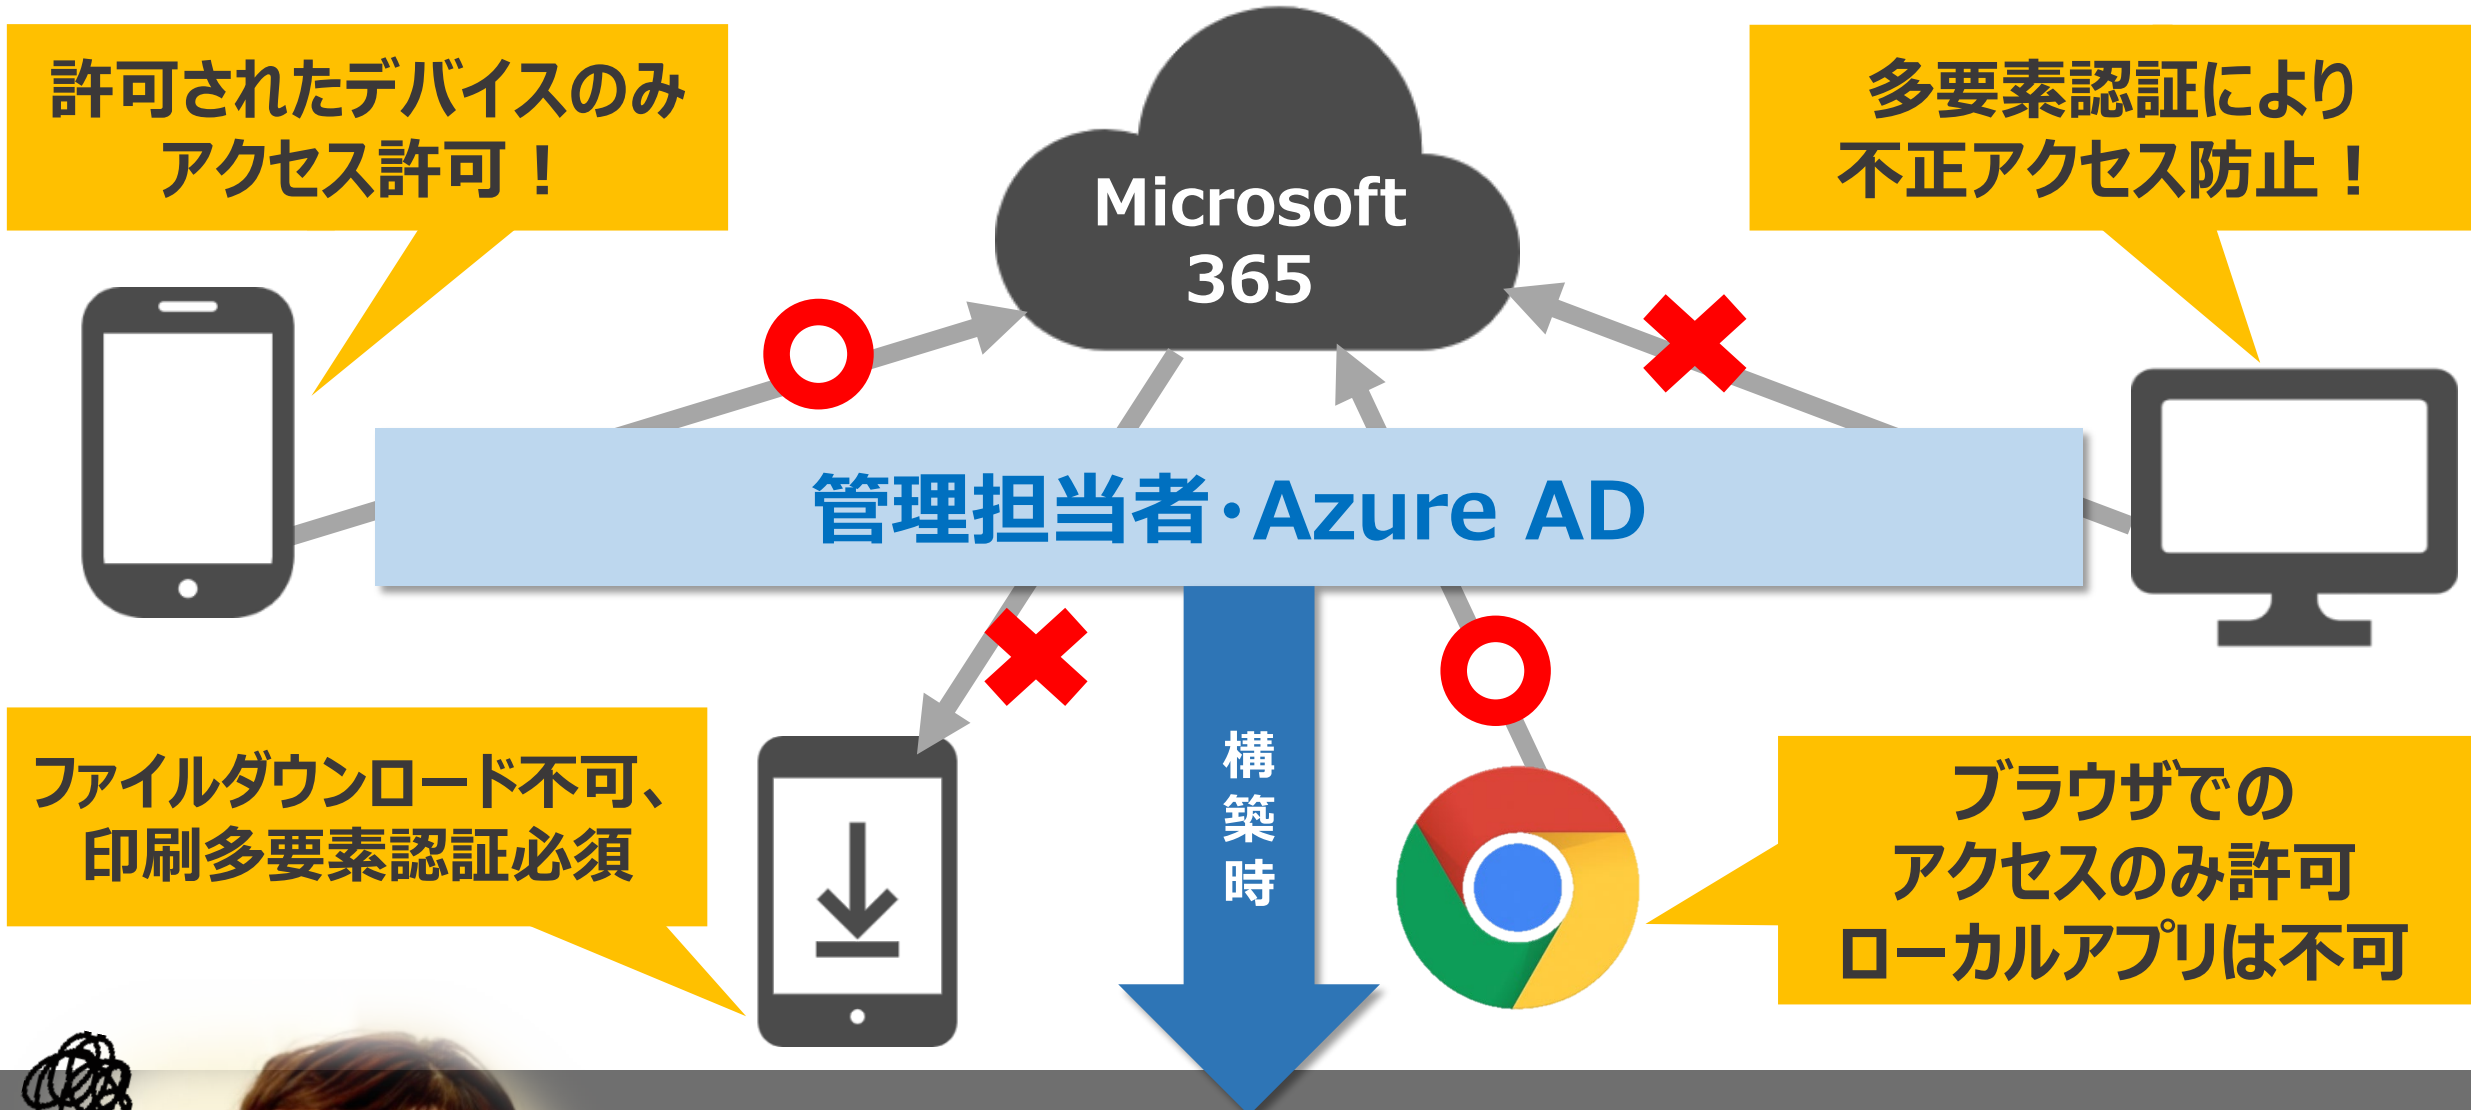 許可されたデバイスのみ
アクセス許可！
Microsoft
365
多要素認証により
不正アクセス防止！
管理担当者・Azure AD
構築時
ファイルダウンロード不可、
印刷多要素認証必須
ブラウザでの
アクセスのみ許可
ローカルアプリは不可